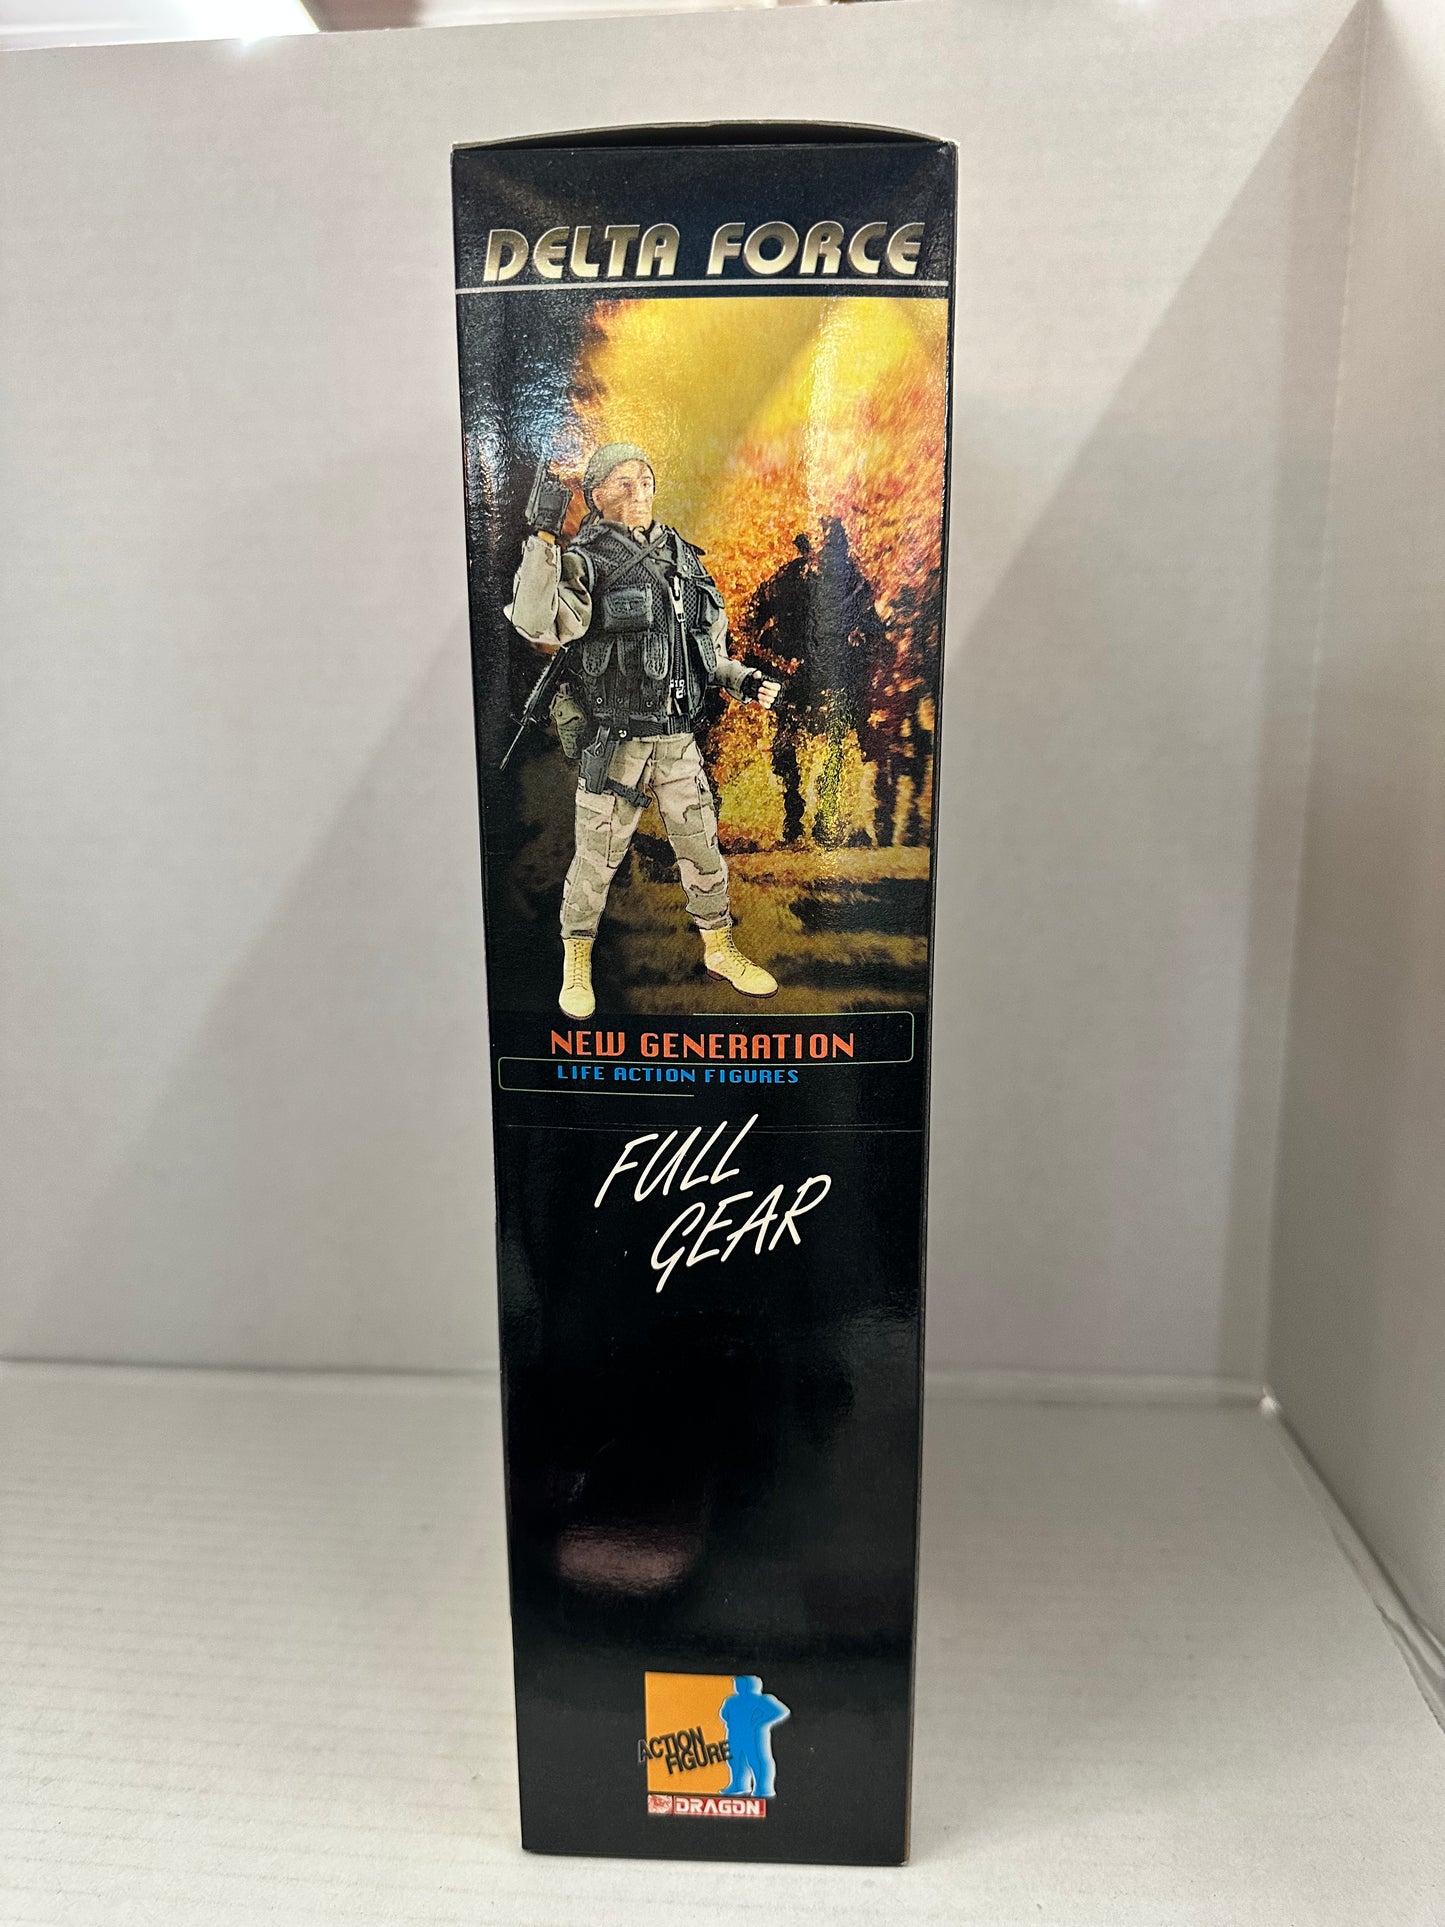 DELTA FORCE
NEW GENERATION
LIFE ACTION FIGURES
FULL
GEAR
ACTION
FIGURE
DRAGON